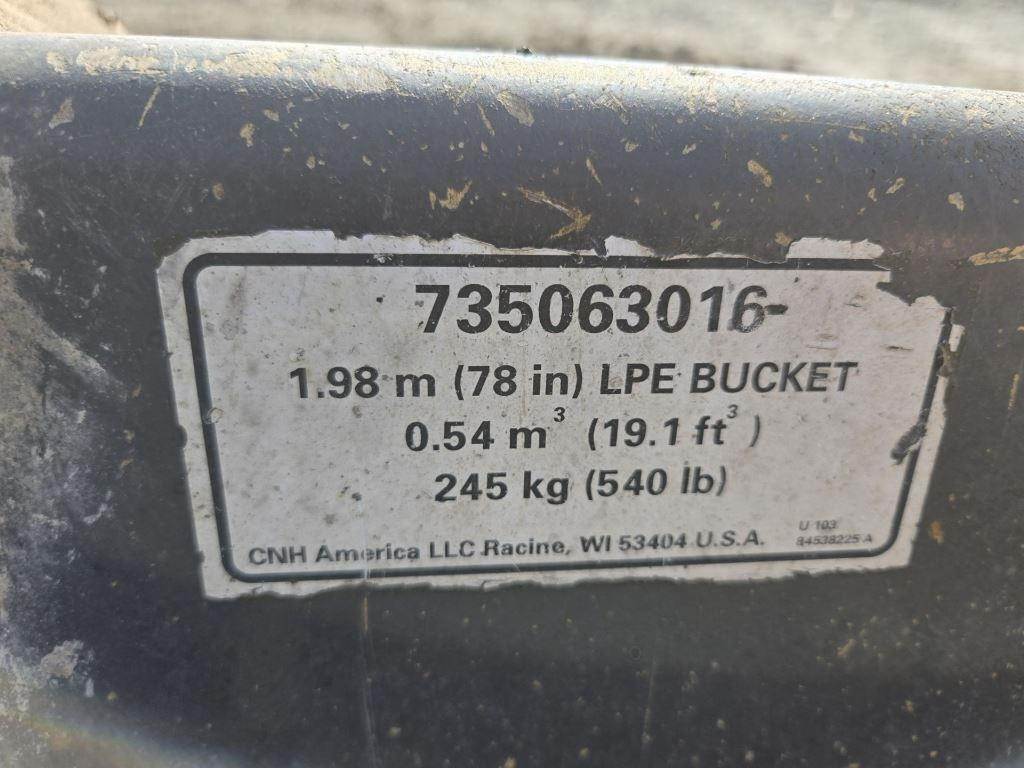 735063016-
1.98 m (78 in) LPE BUCKET
0.54 m³ (19.1 ft³)
245 kg (540 lb)
U 103
CNH America LLC Racine, WI 53404 U.S.A. 84538225 A